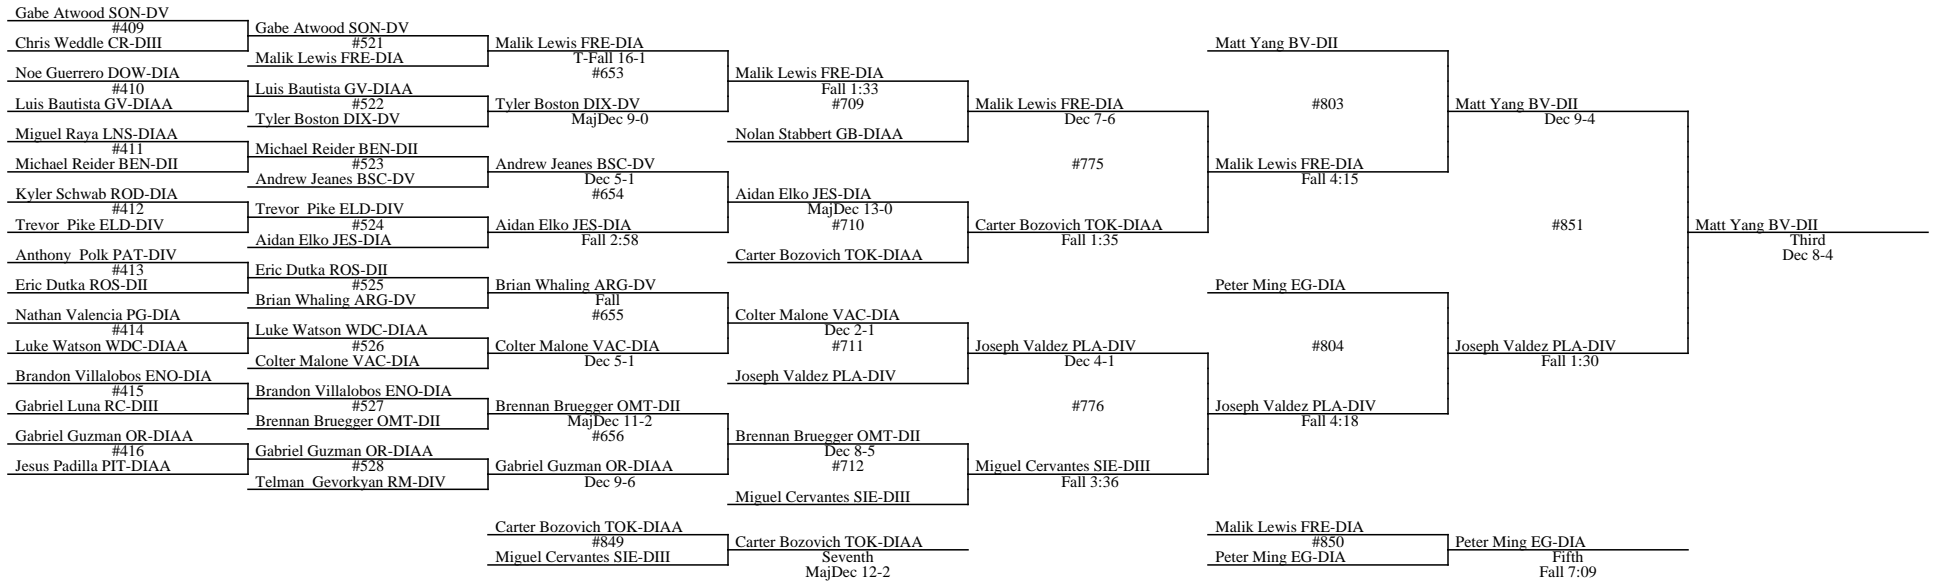 Gabe Atwood SON-DV
#409
Chris Weddle CR-DIII
Noe Guerrero DOW-DIA
#410
Luis Bautista GV-DIAA
Miguel Raya LNS-DIAA
#411
Michael Reider BEN-DII
Kyler Schwab ROD-DIA
#412
Trevor  Pike ELD-DIV
Anthony  Polk PAT-DIV
#413
Eric Dutka ROS-DII
Nathan Valencia PG-DIA
#414
Luke Watson WDC-DIAA
Brandon Villalobos ENO-DIA
#415
Gabriel Luna RC-DIII
Gabriel Guzman OR-DIAA
#416
Jesus Padilla PIT-DIAA
Gabe Atwood SON-DV
#521
Malik Lewis FRE-DIA
Luis Bautista GV-DIAA
#522
Tyler Boston DIX-DV
Michael Reider BEN-DII
#523
Andrew Jeanes BSC-DV
Trevor  Pike ELD-DIV
#524
Aidan Elko JES-DIA
Eric Dutka ROS-DII
#525
Brian Whaling ARG-DV
Luke Watson WDC-DIAA
#526
Colter Malone VAC-DIA
Brandon Villalobos ENO-DIA
#527
Brennan Bruegger OMT-DII
Gabriel Guzman OR-DIAA
#528
Telman  Gevorkyan RM-DIV
Malik Lewis FRE-DIA
T-Fall 16-1
#653
Tyler Boston DIX-DV
MajDec 9-0
Andrew Jeanes BSC-DV
Dec 5-1
#654
Aidan Elko JES-DIA
Fall 2:58
Brian Whaling ARG-DV
Fall
#655
Colter Malone VAC-DIA
Dec 5-1
Brennan Bruegger OMT-DII
MajDec 11-2
#656
Gabriel Guzman OR-DIAA
Dec 9-6
Malik Lewis FRE-DIA
Fall 1:33
#709
Nolan Stabbert GB-DIAA
Aidan Elko JES-DIA
MajDec 13-0
#710
Carter Bozovich TOK-DIAA
Colter Malone VAC-DIA
Dec 2-1
#711
Joseph Valdez PLA-DIV
Brennan Bruegger OMT-DII
Dec 8-5
#712
Miguel Cervantes SIE-DIII
Malik Lewis FRE-DIA
Dec 7-6
#775
Carter Bozovich TOK-DIAA
Fall 1:35
Joseph Valdez PLA-DIV
Dec 4-1
#776
Miguel Cervantes SIE-DIII
Fall 3:36
Matt Yang BV-DII
#803
Malik Lewis FRE-DIA
Fall 4:15
Peter Ming EG-DIA
#804
Joseph Valdez PLA-DIV
Fall 4:18
Matt Yang BV-DII
Dec 9-4
#851
Joseph Valdez PLA-DIV
Fall 1:30
Matt Yang BV-DII
Third
Dec 8-4
Carter Bozovich TOK-DIAA
#849
Miguel Cervantes SIE-DIII
Carter Bozovich TOK-DIAA
Seventh
MajDec 12-2
Malik Lewis FRE-DIA
#850
Peter Ming EG-DIA
Peter Ming EG-DIA
Fifth
Fall 7:09